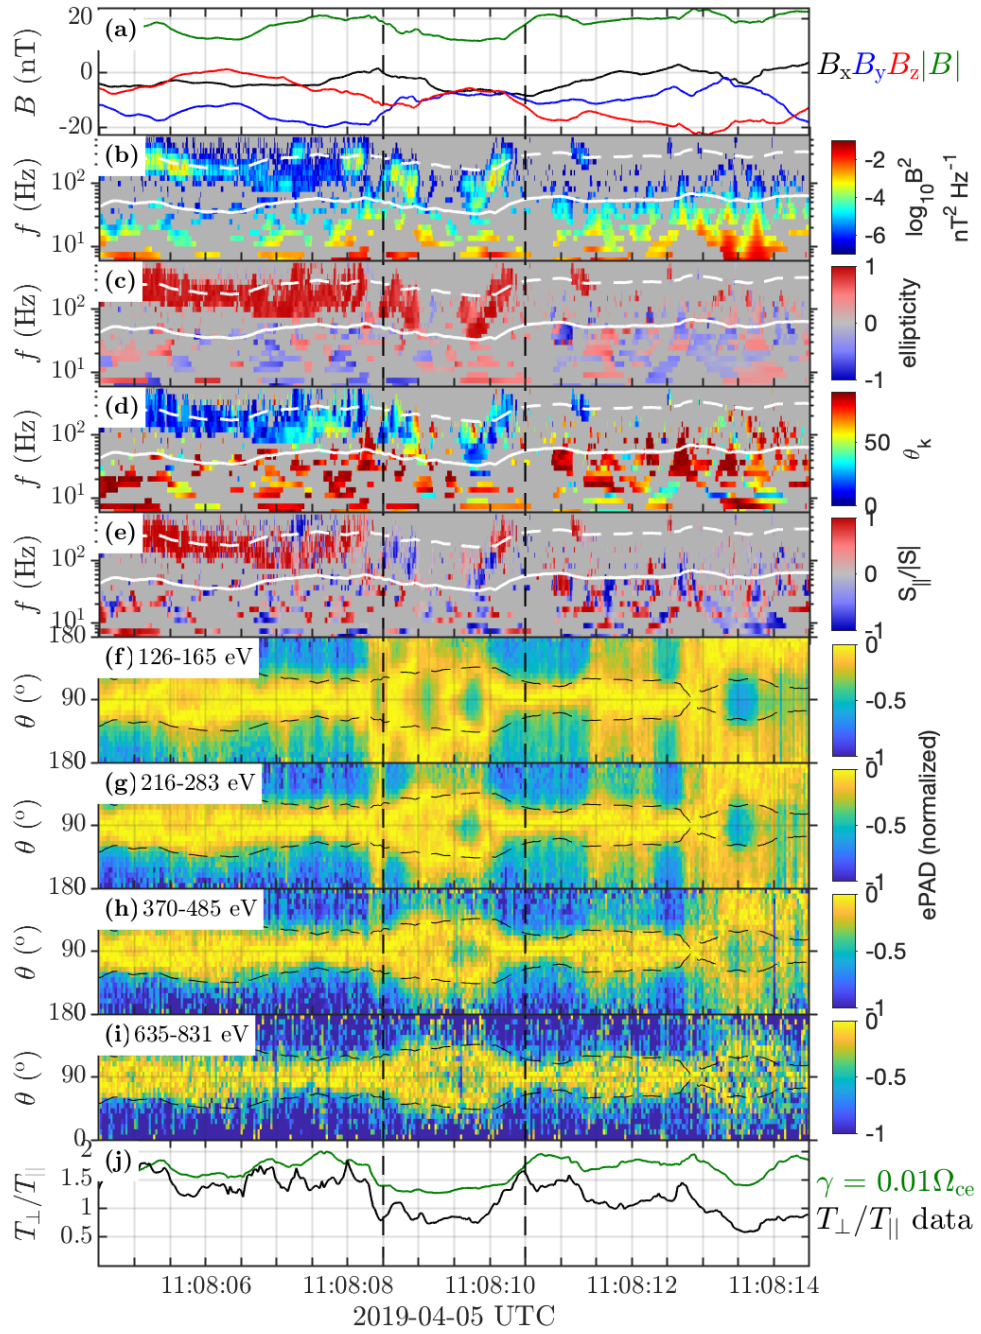 (a)
20
0
-20
B (nT)
BxByBz|B|
(b)
10²
10¹
f (Hz)
-2
-4
-6
log₁₀B²
nT² Hz⁻¹
(c)
10²
10¹
f (Hz)
1
0
-1
ellipticity
(d)
10²
10¹
f (Hz)
50
0
θk
(e)
10²
10¹
f (Hz)
1
0
-1
S||/|S|
(f) 126-165 eV
180
90
180
θ (°)
0
-0.5
-1
(g) 216-283 eV
90
180
θ (°)
0
-0.5
-1
ePAD (normalized)
(h) 370-485 eV
90
180
θ (°)
0
-0.5
-1
(i) 635-831 eV
90
0
θ (°)
0
-0.5
-1
(j)
2
1.5
1
0.5
T⊥/T||
γ = 0.01Ωce
T⊥/T|| data
11:08:06 11:08:08 11:08:10 11:08:12 11:08:14
2019-04-05 UTC